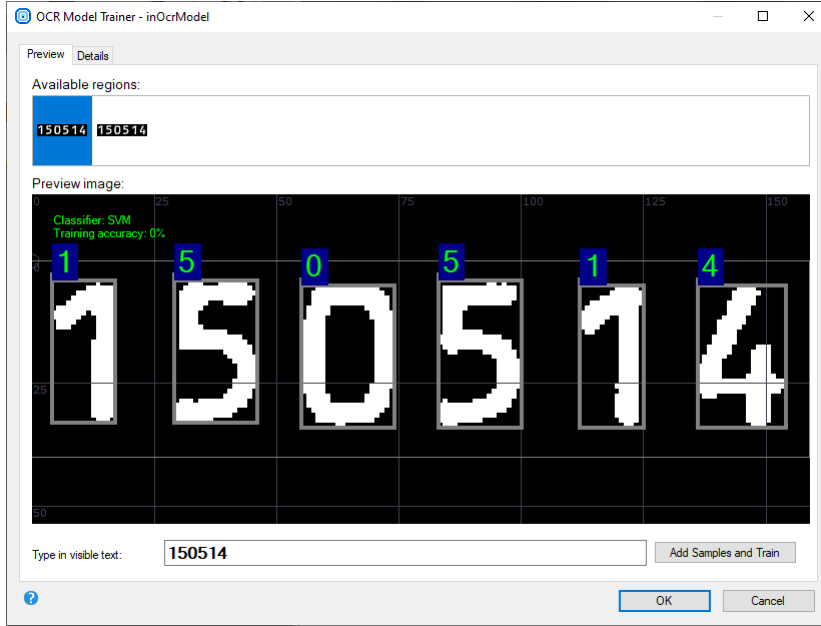 OCR Model Trainer - inOcrModel
Preview Details
Available regions:
150514 150514
Preview image:
0 25 50 75 100 125 150
Classifier: SVM
Training accuracy: 0%
1 5 0 5 1 4
150514
25
50
Type in visible text: 150514 Add Samples and Train
? OK Cancel